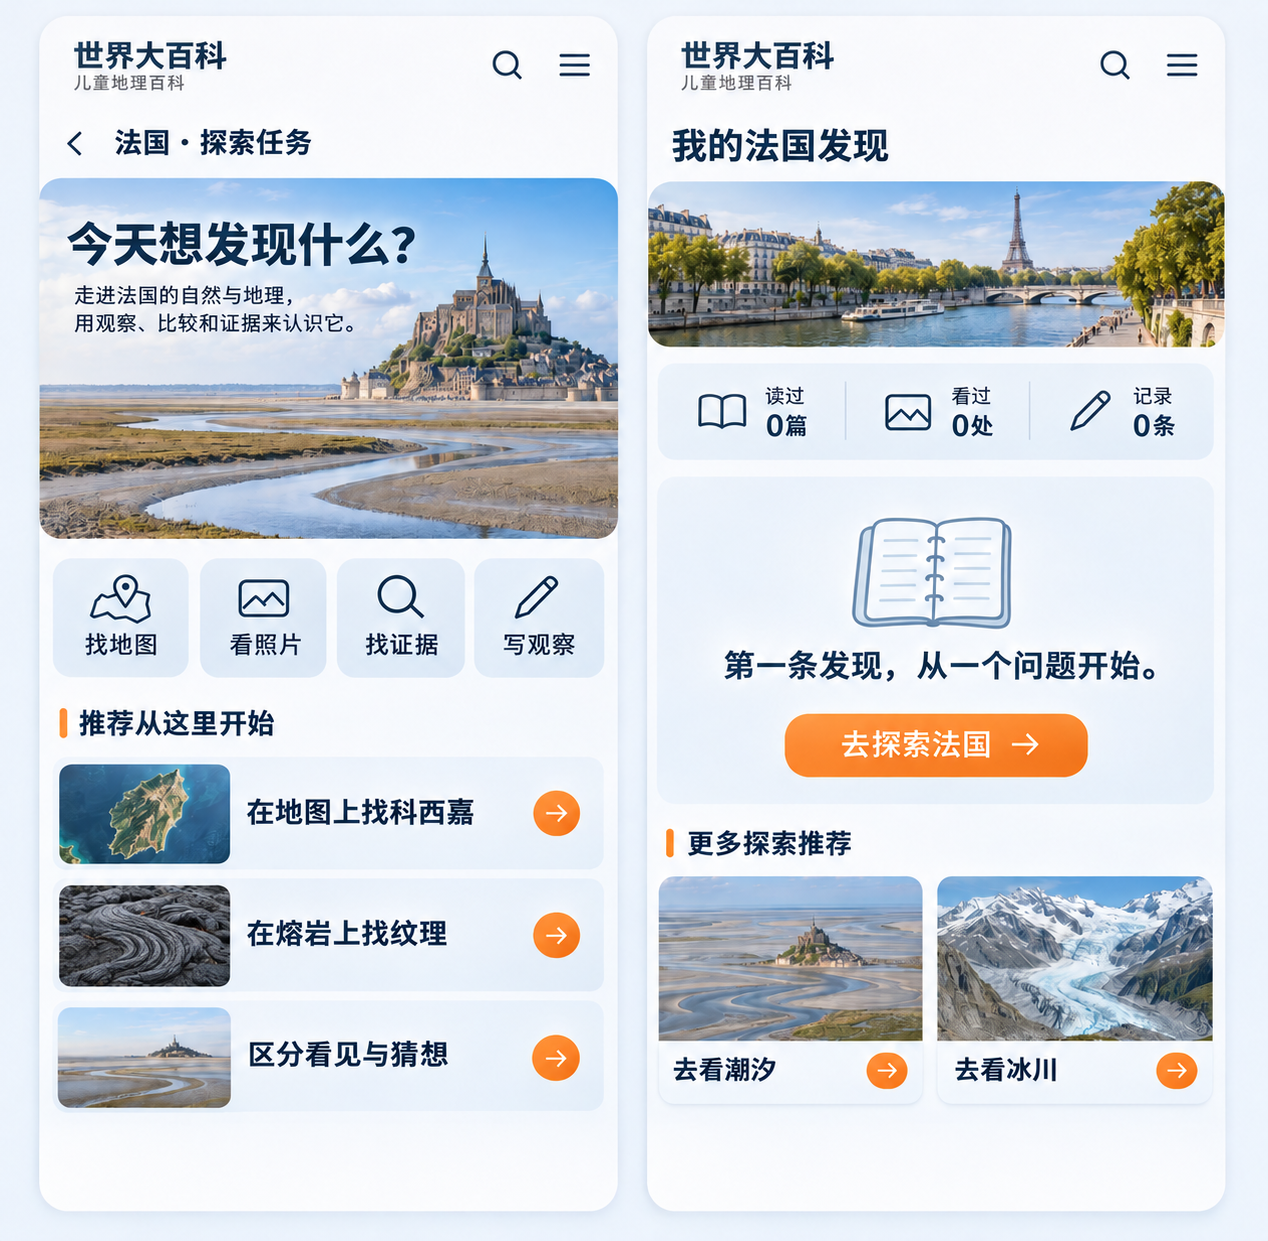 世界大百科
儿童地理百科
法国·探索任务
今天想发现什么?
走进法国的自然与地理，
用观察、比较和证据来认识它。
找地图
看照片
找证据
写观察
推荐从这里开始
在地图上找科西嘉
在熔岩上找纹理
区分看见与猜想
世界大百科
儿童地理百科
我的法国发现
读过
0篇
看过
0处
记录
0条
第一条发现，从一个问题开始。
去探索法国 →
更多探索推荐
去看潮汐
去看冰川